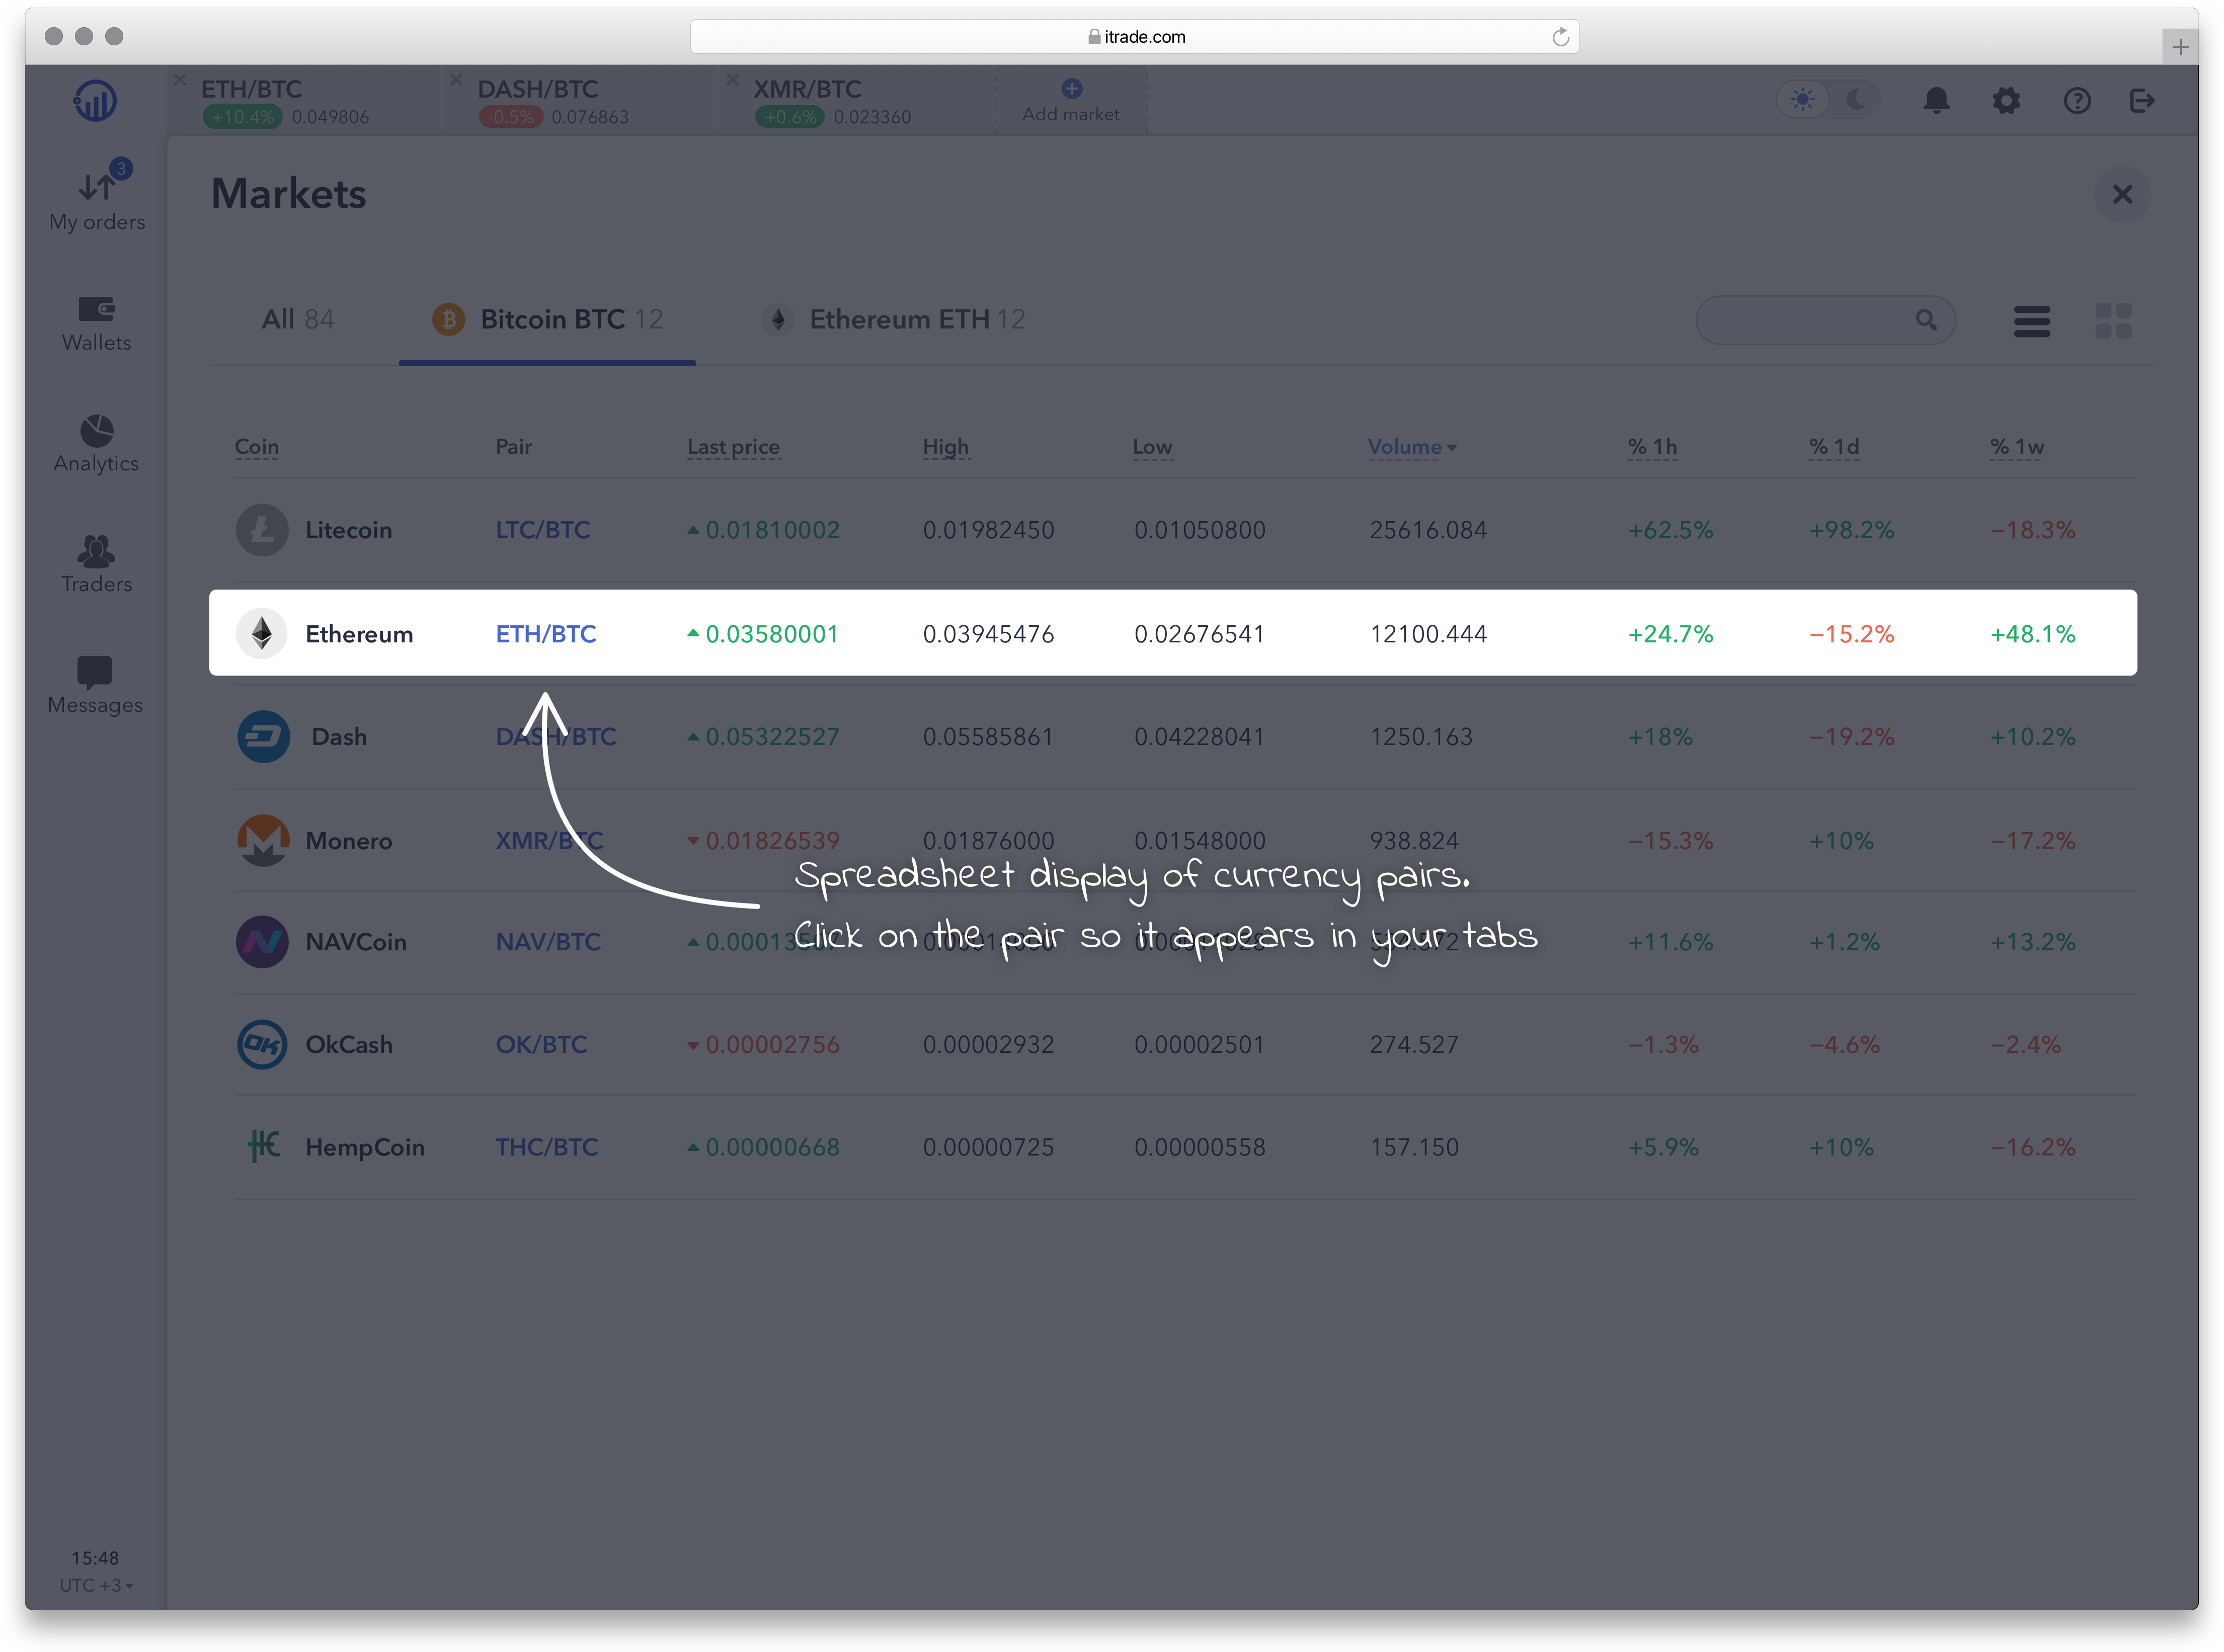 itrade.com
ETH/BTC
+10.4% 0.049806
DASH/BTC
-0.5% 0.076863
XMR/BTC
+0.6% 0.023360
Add market
3
My orders
Wallets
Analytics
Traders
Messages
15:48
UTC +3
Markets
All 84
Bitcoin BTC 12
Ethereum ETH 12
Coin Pair Last price High Low Volume % 1h % 1d % 1w
Litecoin LTC/BTC 0.01810002 0.01982450 0.01050800 25616.084 +62.5% +98.2% −18.3%
Ethereum ETH/BTC 0.03580001 0.03945476 0.02676541 12100.444 +24.7% −15.2% +48.1%
Dash DASH/BTC 0.05322527 0.05585861 0.04228041 1250.163 +18% −19.2% +10.2%
Monero XMR/BTC 0.01826539 0.01876000 0.01548000 938.824 −15.3% +10% −17.2%
Spreadsheet display of currency pairs.
Click on the pair so it appears in your tabs
NAVCoin NAV/BTC +11.6% +1.2% +13.2%
OK OkCash OK/BTC 0.00002756 0.00002932 0.00002501 274.527 −1.3% −4.6% −2.4%
HempCoin THC/BTC 0.00000668 0.00000725 0.00000558 157.150 +5.9% +10% −16.2%